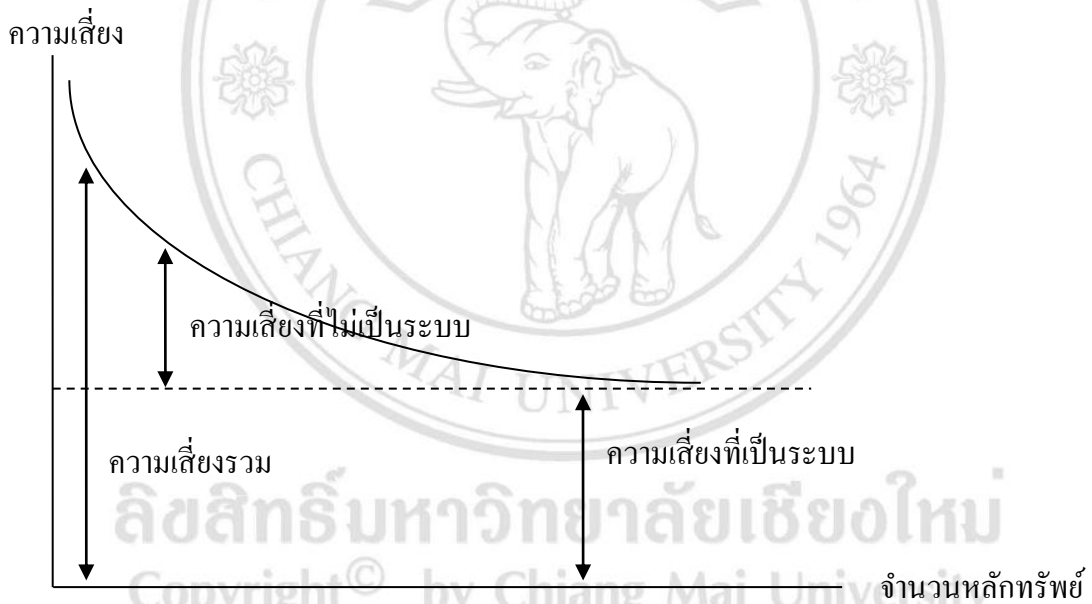 ความเสี่ยง
CHIANG MAI UNIVERSITY 1964
ความเสี่ยงที่ไม่เป็นระบบ
ความเสี่ยงรวม
ความเสี่ยงที่เป็นระบบ
ลิขสิทธิ์มหาวิทยาลัยเชียงใหม่
Copyright© by Chiang Mai University
จำนวนหลักทรัพย์